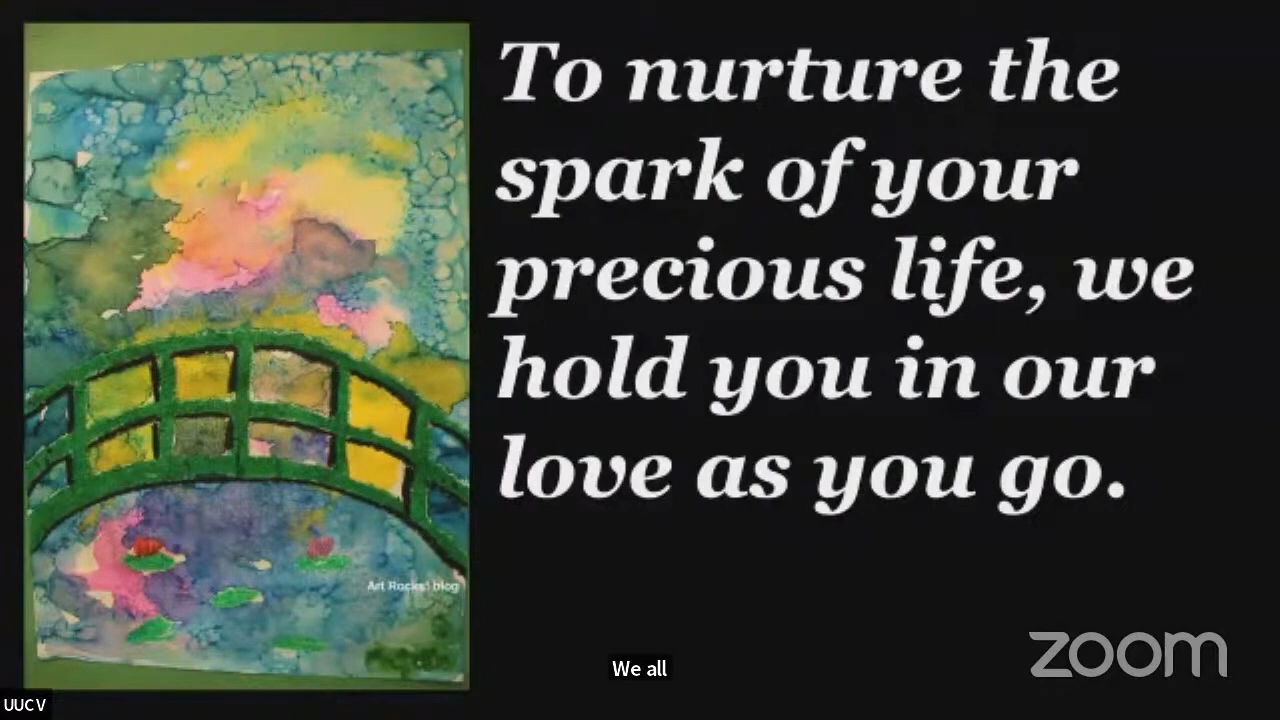 To nurture the
spark of your
precious life, we
hold you in our
love as you go.
Art Rocks! blog
zoom
We all
UUCV